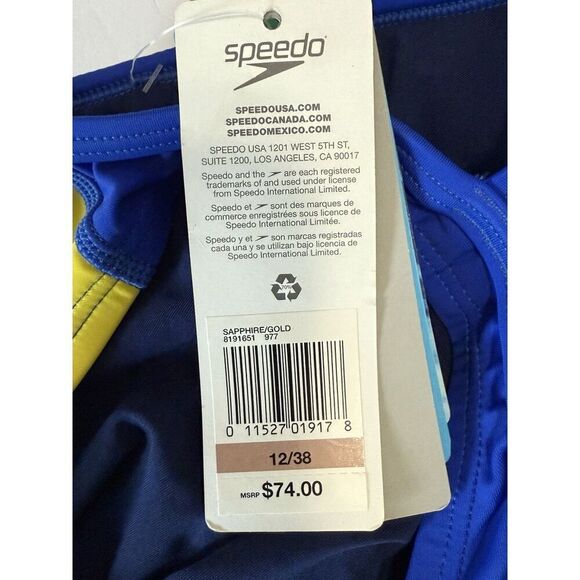 speedo
SPEEDOUSA.COM
SPEEDOCANADA.COM
SPEEDOMEXICO.COM
SPEEDO USA 1201 WEST 5TH ST,
SUITE 1200, LOS ANGELES, CA 90017
Speedo and the are each registered
trademarks of and used under license
from Speedo International Limited.
Speedo et sont des marques de
commerce enregistrées sous licence de
Speedo International Limitée.
Speedo y et son marcas registradas
cada una y se utilizan bajo licencia de
Speedo International Limited.
70%
SAPPHIRE/GOLD
8191651 977
0 11527 01917 8
12/38
MSRP $74.00